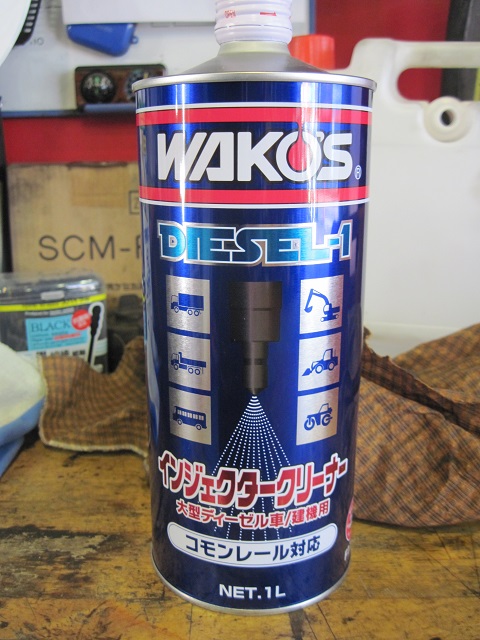 WAKO'S
®
DIESEL-1
インジェクタークリーナー
大型ディーゼル車/建機用
コモンレール対応
NET.1L
SCM-
BLACK